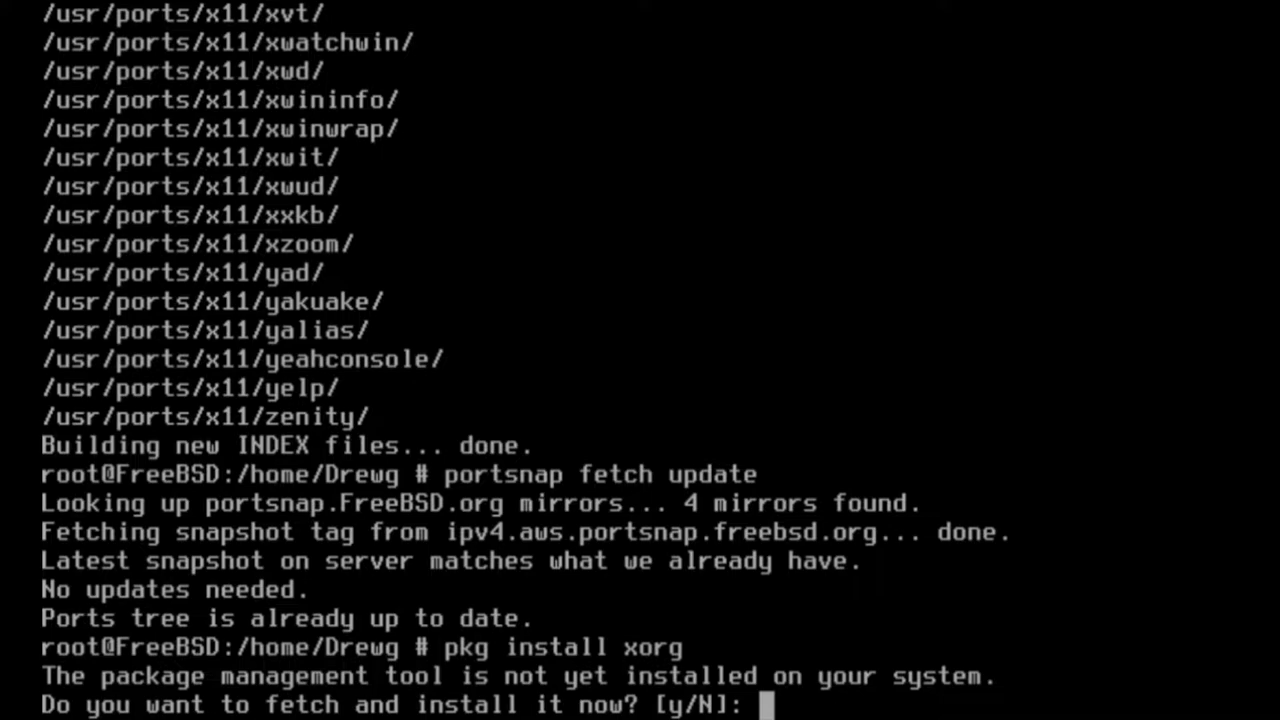 /usr/ports/x11/xvt/
/usr/ports/x11/xwatchwin/
/usr/ports/x11/xwd/
/usr/ports/x11/xwininfo/
/usr/ports/x11/xwinwrap/
/usr/ports/x11/xwit/
/usr/ports/x11/xwud/
/usr/ports/x11/xxkb/
/usr/ports/x11/xzoom/
/usr/ports/x11/yad/
/usr/ports/x11/yakuake/
/usr/ports/x11/yalias/
/usr/ports/x11/yeahconsole/
/usr/ports/x11/yelp/
/usr/ports/x11/zenity/
Building new INDEX files... done.
root@FreeBSD:/home/Drewg # portsnap fetch update
Looking up portsnap.FreeBSD.org mirrors... 4 mirrors found.
Fetching snapshot tag from ipv4.aws.portsnap.freebsd.org... done.
Latest snapshot on server matches what we already have.
No updates needed.
Ports tree is already up to date.
root@FreeBSD:/home/Drewg # pkg install xorg
The package management tool is not yet installed on your system.
Do you want to fetch and install it now? [y/N]: